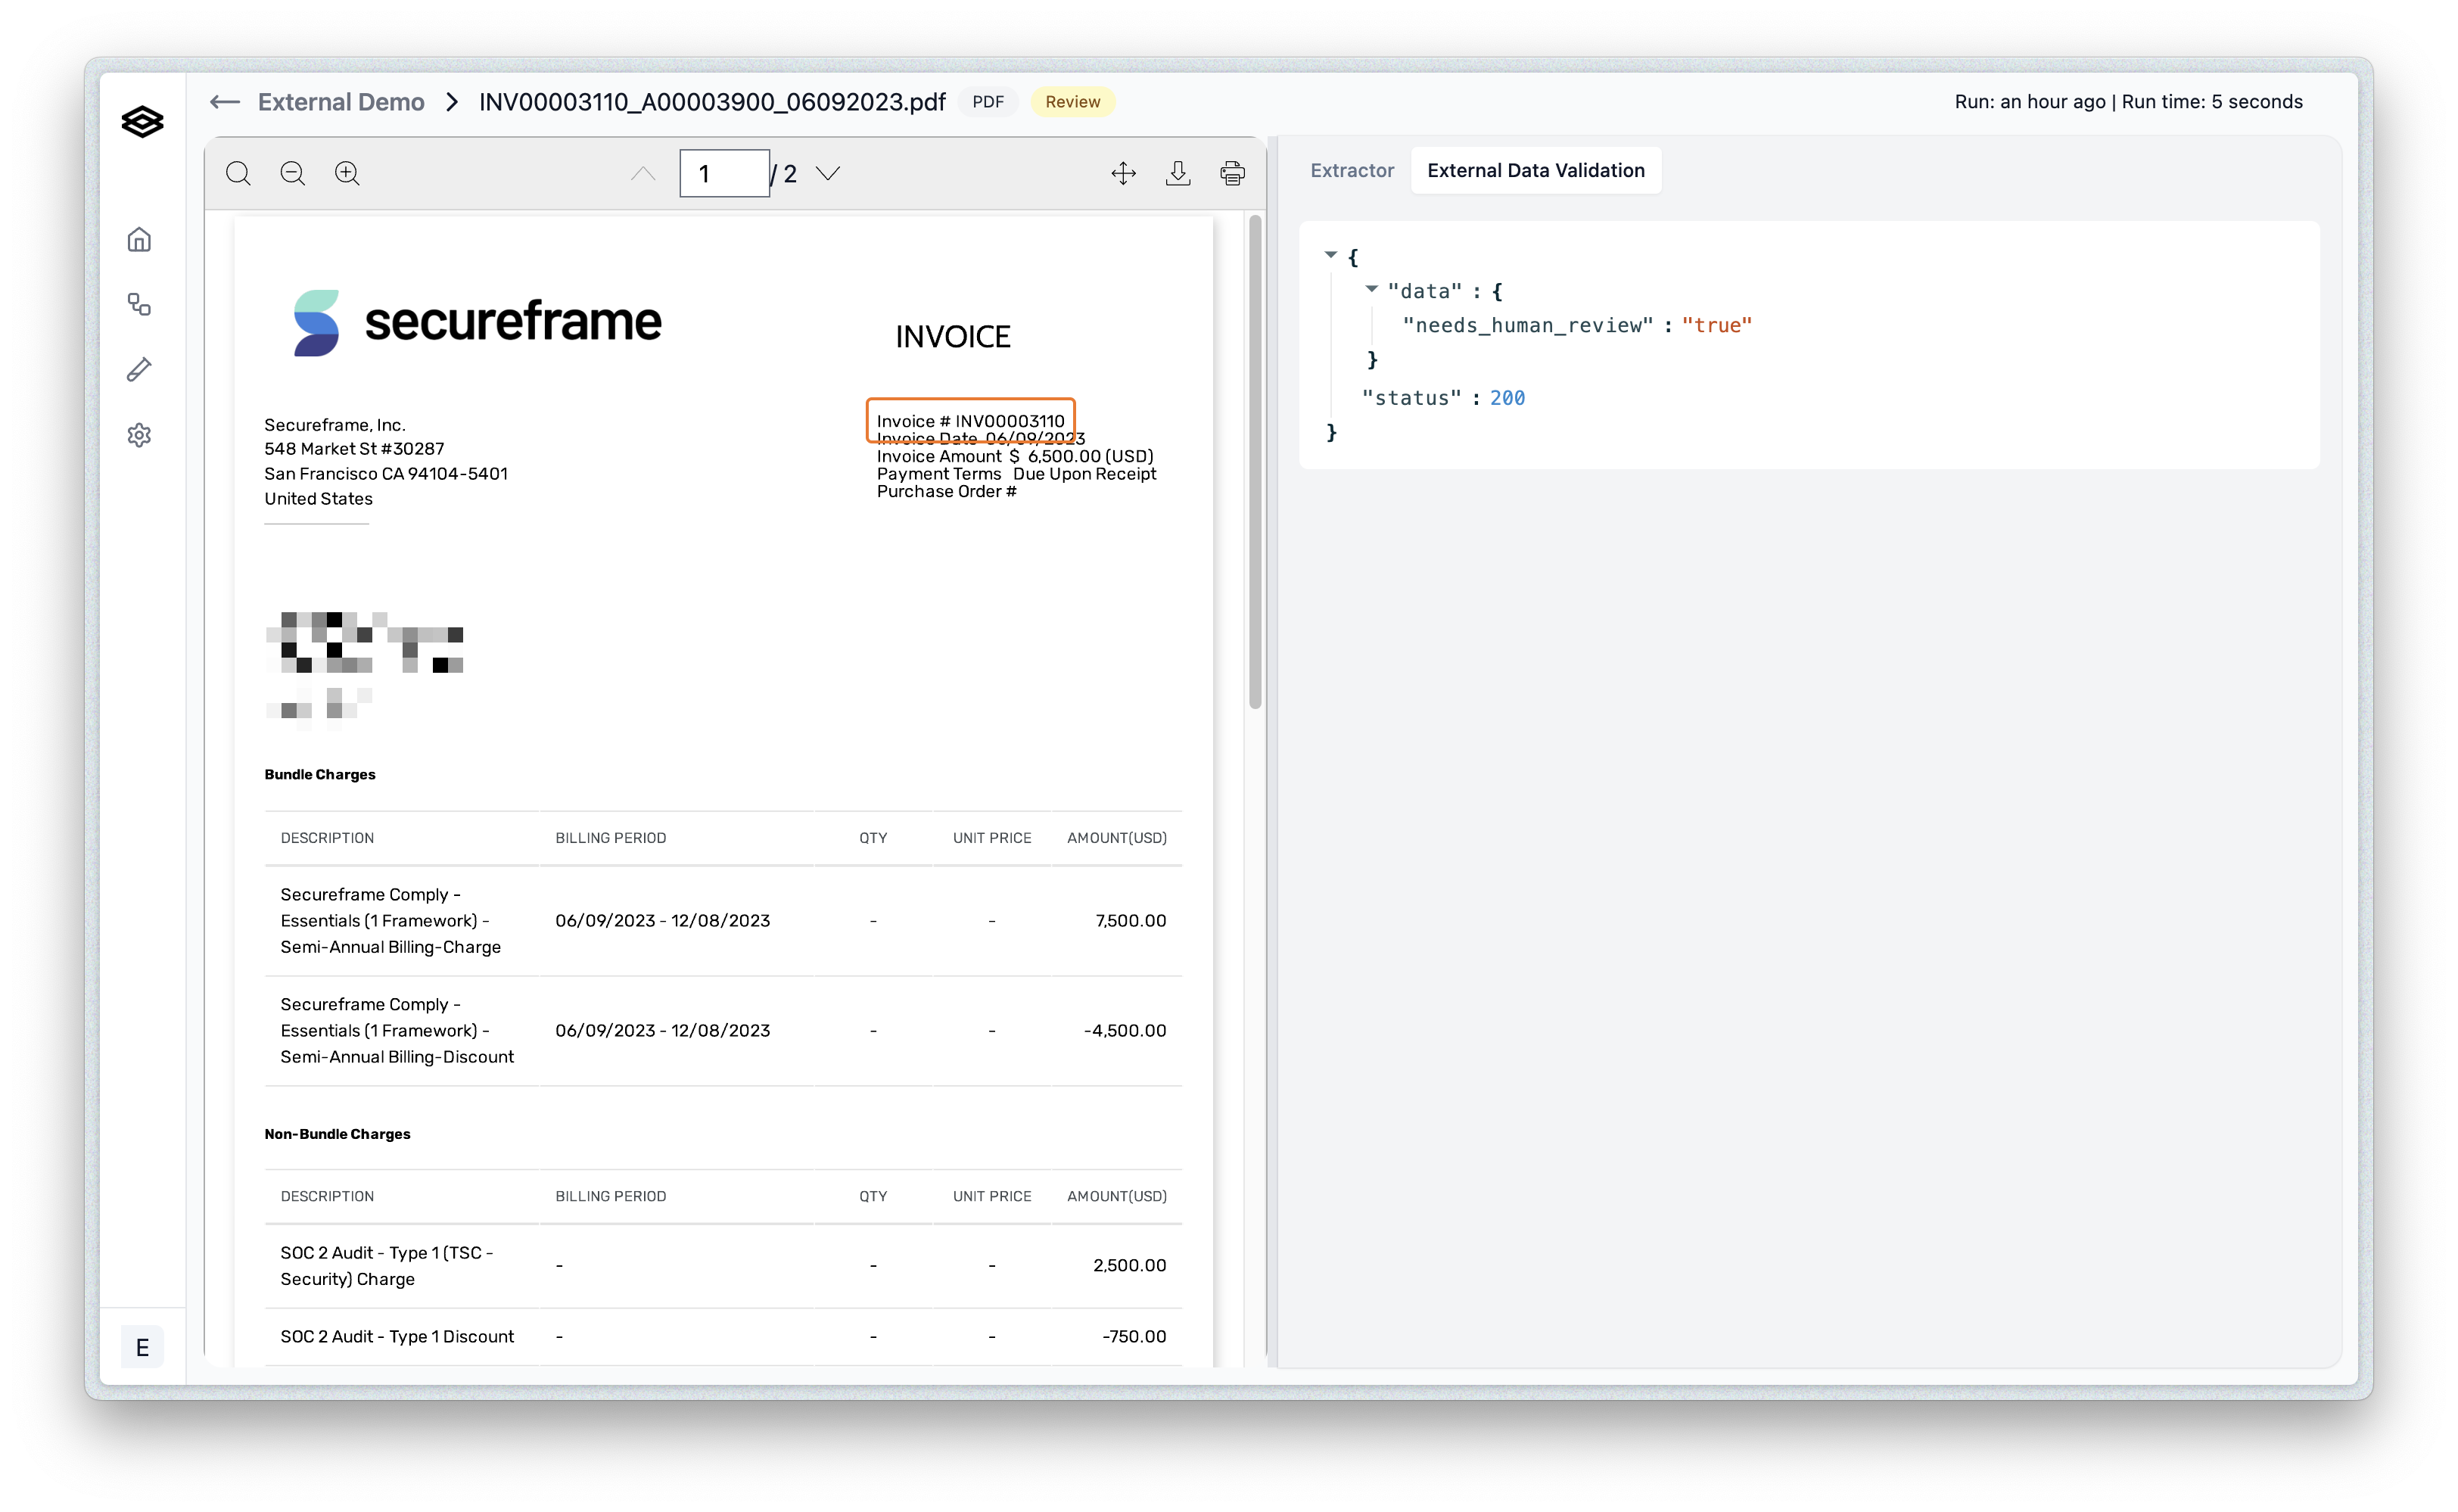 External Demo > INV00003110_A00003900_06092023.pdf PDF Review
Run: an hour ago | Run time: 5 seconds
1 / 2
secureframe
INVOICE
Secureframe, Inc.
548 Market St #30287
San Francisco CA 94104-5401
United States
Invoice # INV00003110
Invoice Date 06/09/2023
Invoice Amount $ 6,500.00 (USD)
Payment Terms Due Upon Receipt
Purchase Order #
Bundle Charges
DESCRIPTION BILLING PERIOD QTY UNIT PRICE AMOUNT(USD)
Secureframe Comply -
Essentials (1 Framework) -
Semi-Annual Billing-Charge
06/09/2023 - 12/08/2023 - - 7,500.00
Secureframe Comply -
Essentials (1 Framework) -
Semi-Annual Billing-Discount
06/09/2023 - 12/08/2023 - - -4,500.00
Non-Bundle Charges
DESCRIPTION BILLING PERIOD QTY UNIT PRICE AMOUNT(USD)
SOC 2 Audit - Type 1 (TSC -
Security) Charge
- - - 2,500.00
SOC 2 Audit - Type 1 Discount - - - -750.00
E
Extractor External Data Validation
{
"data" : {
"needs_human_review" : "true"
}
"status" : 200
}